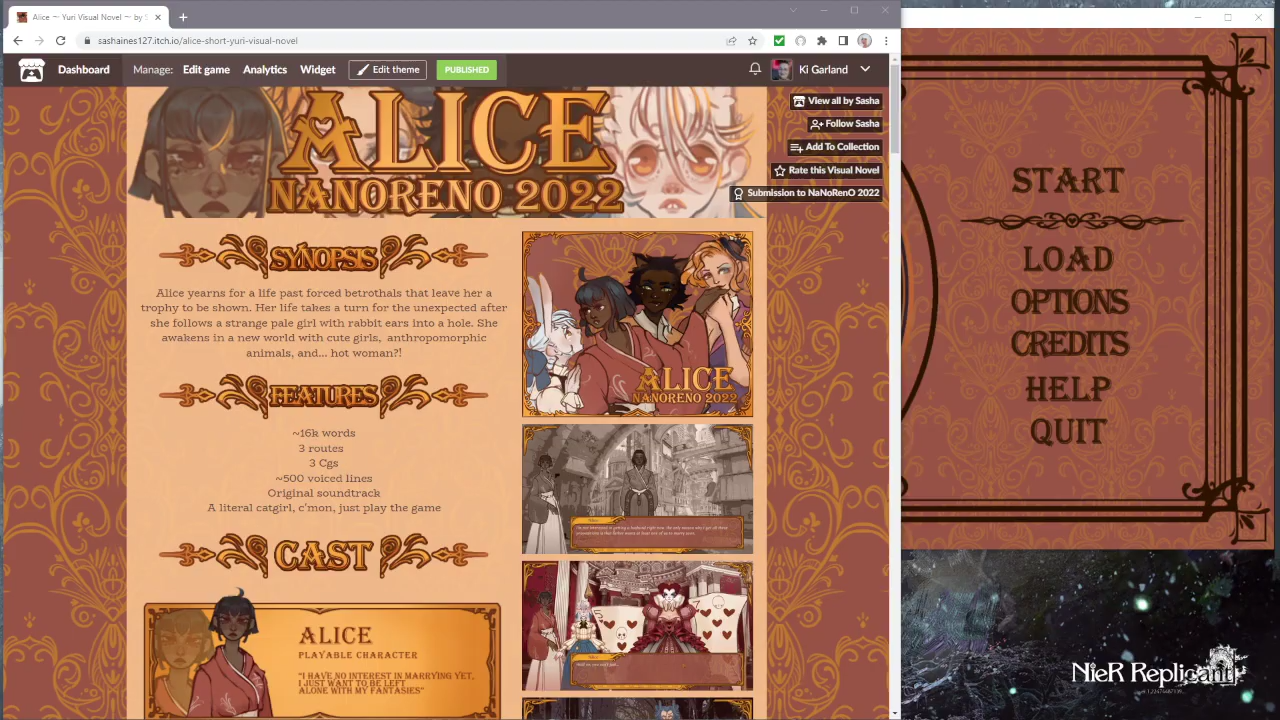 Alice ~ Yuri Visual Novel ~ by S
sashaines127.itch.io/alice-short-yuri-visual-novel
Dashboard
Manage:
Edit game
Analytics
Widget
Edit theme
PUBLISHED
Ki Garland
ALICE
NANORENO 2022
View all by Sasha
Follow Sasha
Add To Collection
Rate this Visual Novel
Submission to NaNoRenO 2022
SYNOPSIS
Alice yearns for a life past forced betrothals that leave her a
trophy to be shown. Her life takes a turn for the unexpected after
she follows a strange pale girl with rabbit ears into a hole. She
awakens in a new world with cute girls, anthropomorphic
animals, and... hot woman?!
FEATURES
~16k words
3 routes
3 Cgs
~500 voiced lines
Original soundtrack
A literal catgirl, c'mon, just play the game
CAST
ALICE
PLAYABLE CHARACTER
"I HAVE NO INTEREST IN MARRYING YET,
I JUST WANT TO BE LEFT
ALONE WITH MY FANTASIES"
ALICE
NANORENO 2022
Alice
Alice
START
LOAD
OPTIONS
CREDITS
HELP
QUIT
NieR Replicant